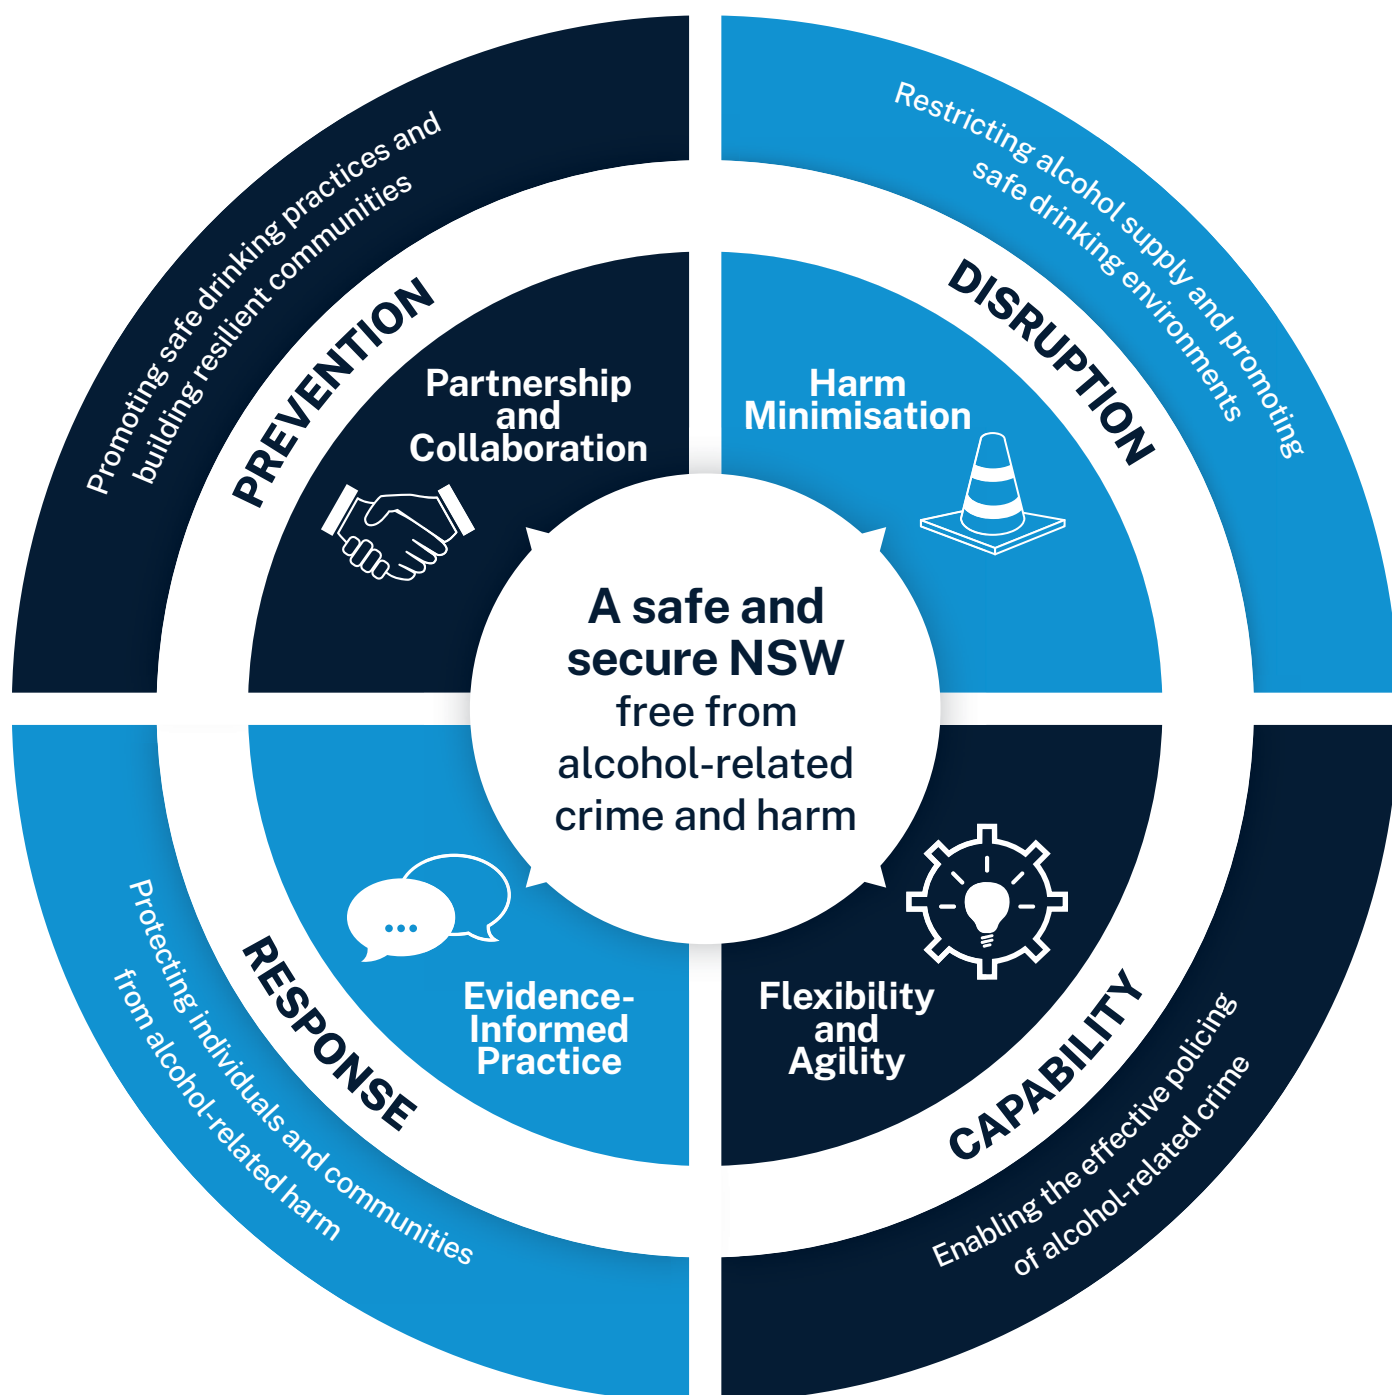 Promoting safe drinking practices and
building resilient communities
PREVENTION
Partnership
and
Collaboration
Restricting alcohol supply and promoting
safe drinking environments
DISRUPTION
Harm
Minimisation
A safe and
secure NSW
free from
alcohol-related
crime and harm
Protecting individuals and communities
from alcohol-related harm
RESPONSE
Evidence-
Informed
Practice
Flexibility
and
Agility
CAPABILITY
Enabling the effective policing
of alcohol-related crime